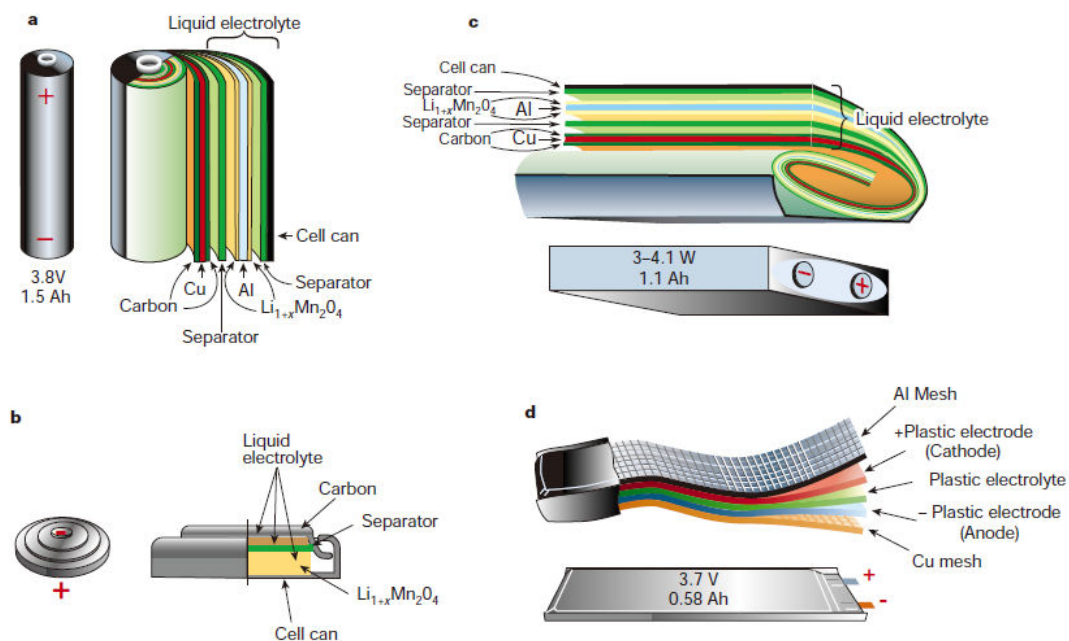 a
Liquid electrolyte
+
−
3.8V
1.5 Ah
Cell can
Separator
Cu
Al
Carbon
Li1+xMn2O4
Separator
c
Cell can
Separator
Li1+xMn2O4
Al
Separator
Carbon
Cu
Liquid electrolyte
3–4.1 W
1.1 Ah
−
+
b
Liquid
electrolyte
Carbon
Separator
Li1+xMn2O4
Cell can
-
+
d
Al Mesh
+Plastic electrode
(Cathode)
Plastic electrolyte
– Plastic electrode
(Anode)
Cu mesh
3.7 V
0.58 Ah
+
-